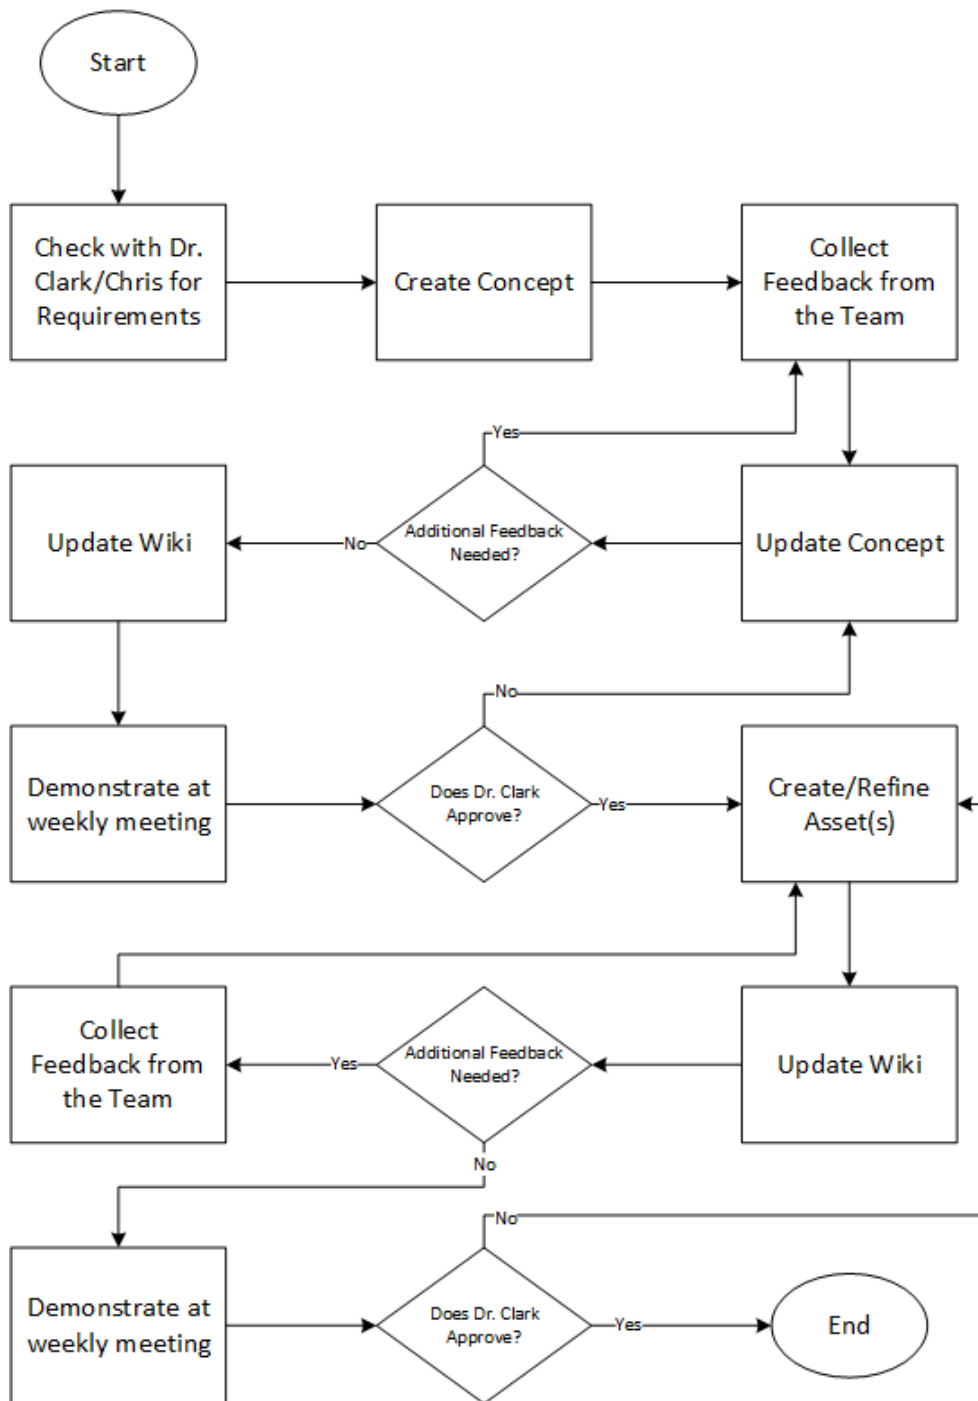 Start
Check with Dr.
Clark/Chris for
Requirements
Create Concept
Collect
Feedback from
the Team
Yes
Update Wiki
No
Additional Feedback
Needed?
Update Concept
No
Demonstrate at
weekly meeting
Does Dr. Clark
Approve?
Yes
Create/Refine
Asset(s)
Collect
Feedback from
the Team
Yes
Additional Feedback
Needed?
Update Wiki
No
No
Demonstrate at
weekly meeting
Does Dr. Clark
Approve?
Yes
End